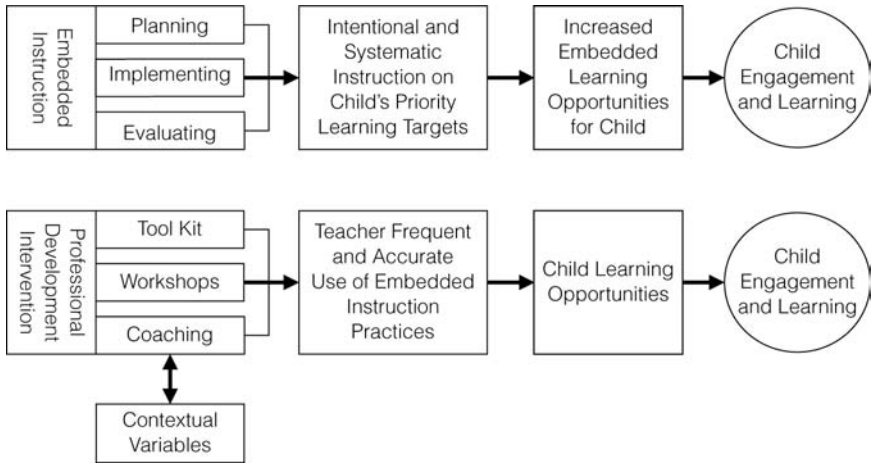 Embedded
Instruction
Planning
Implementing
Evaluating
Intentional and
Systematic
Instruction on
Child's Priority
Learning Targets
Increased
Embedded
Learning
Opportunities
for Child
Child
Engagement
and Learning
Professional
Development
Intervention
Tool Kit
Workshops
Coaching
Teacher Frequent
and Accurate
Use of Embedded
Instruction
Practices
Child Learning
Opportunities
Child
Engagement
and Learning
Contextual
Variables